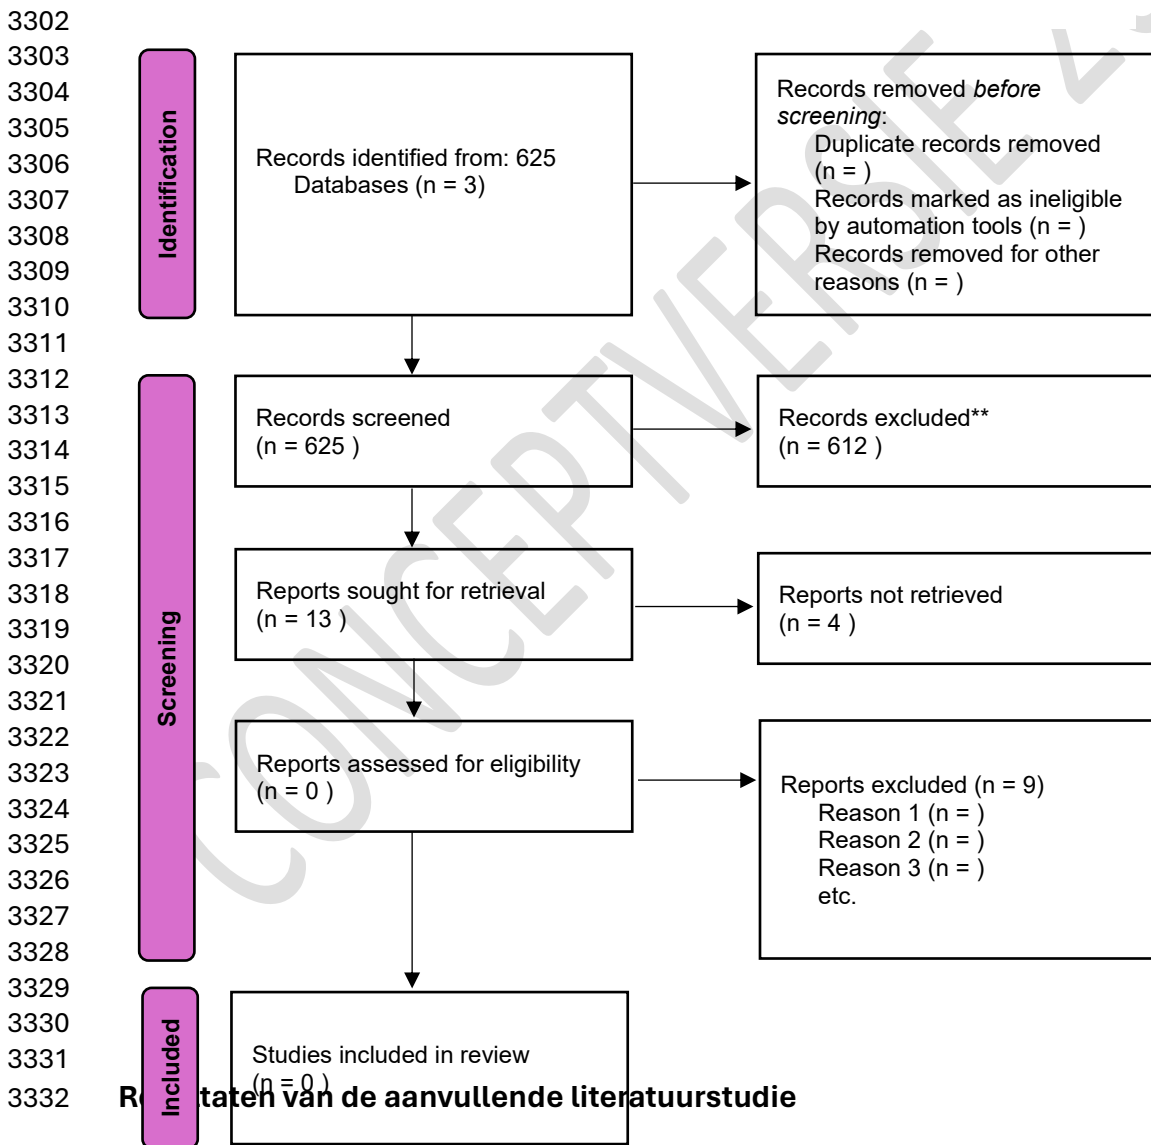 3302
3303
3304
3305
3306
3307
3308
3309
3310
3311
3312
3313
3314
3315
3316
3317
3318
3319
3320
3321
3322
3323
3324
3325
3326
3327
3328
3329
3330
3331
3332
Identification
Records identified from: 625
Databases (n = 3)
Records removed before
screening:
Duplicate records removed
(n = )
Records marked as ineligible
by automation tools (n = )
Records removed for other
reasons (n = )
Screening
Records screened
(n = 625 )
Records excluded**
(n = 612 )
Reports sought for retrieval
(n = 13 )
Reports not retrieved
(n = 4 )
Reports assessed for eligibility
(n = 0 )
Reports excluded (n = 9)
Reason 1 (n = )
Reason 2 (n = )
Reason 3 (n = )
etc.
Included
Studies included in review
(n = 0 )
van de aanvullende literatuurstudie
CONCEPTVERSIE